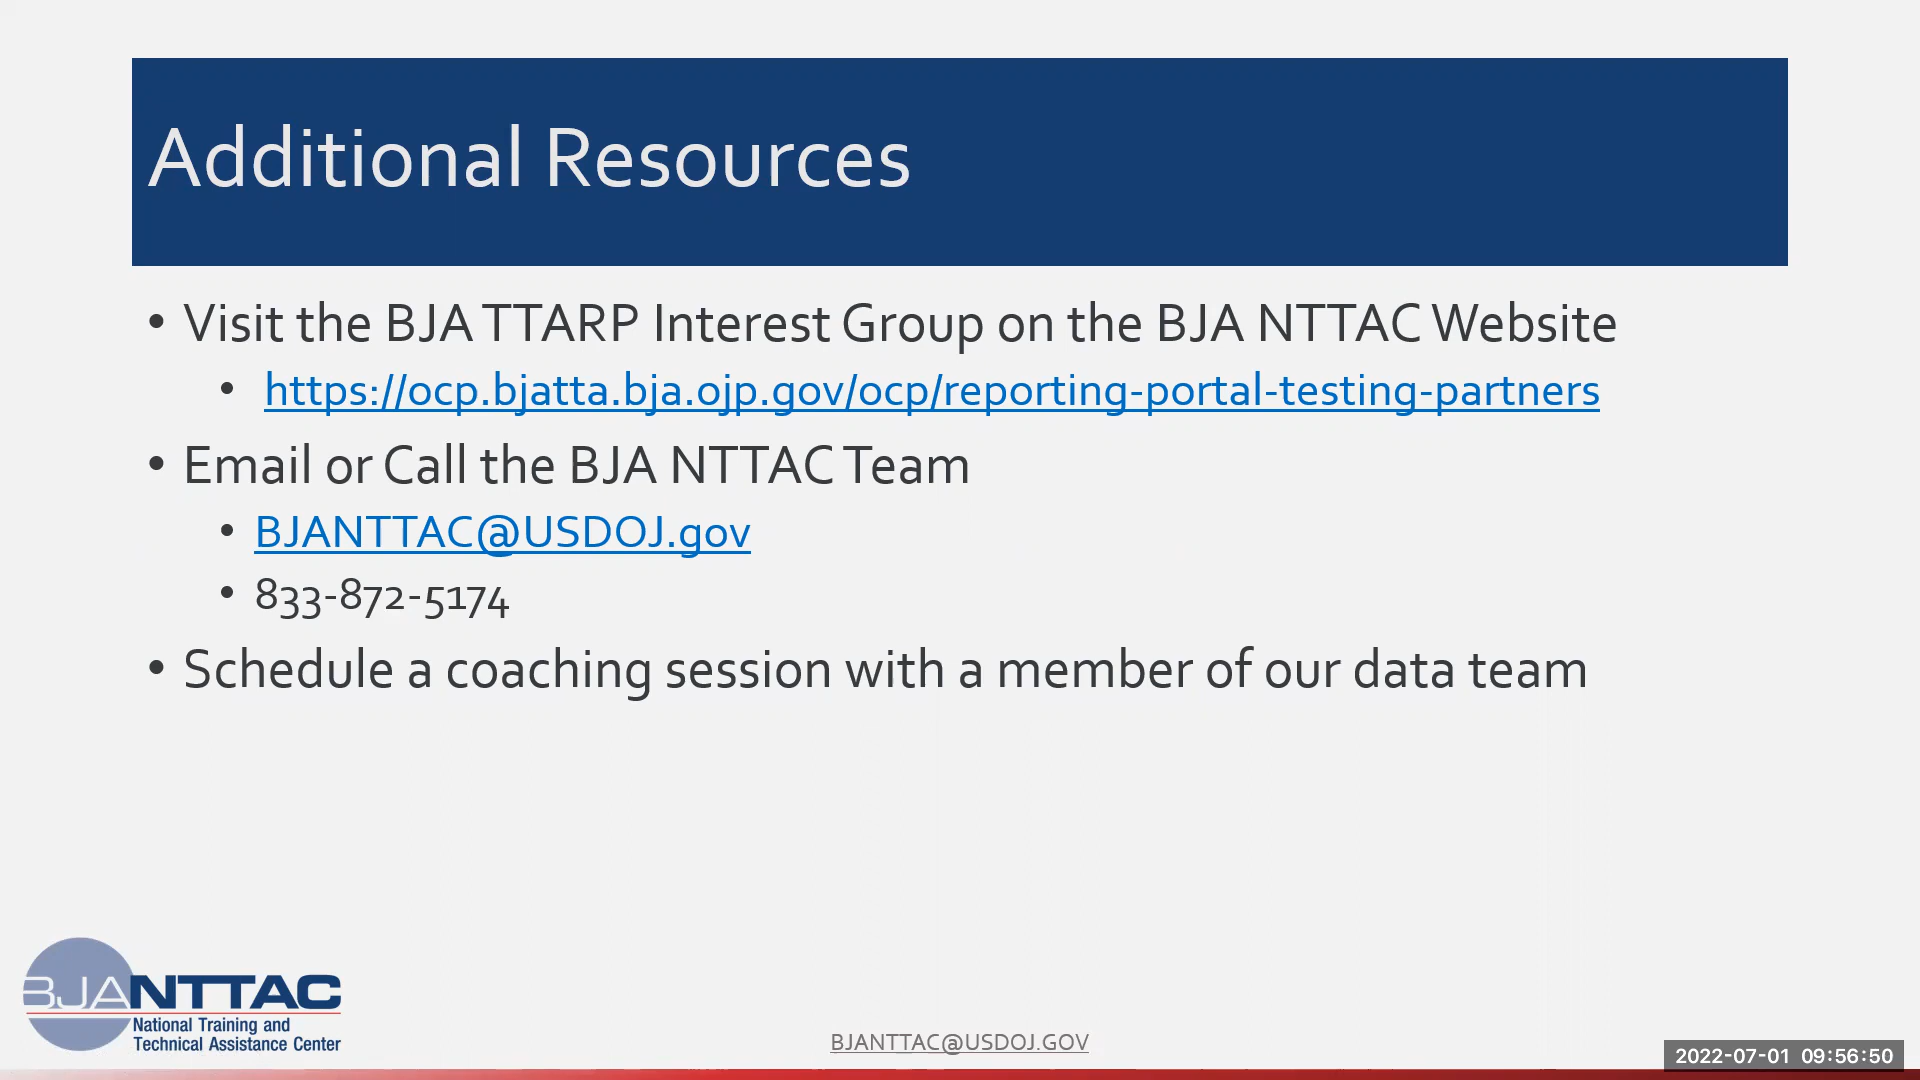 Additional Resources
• Visit the BJA TTARP Interest Group on the BJA NTTAC Website
• https://ocp.bjatta.bja.ojp.gov/ocp/reporting-portal-testing-partners
• Email or Call the BJA NTTAC Team
• BJANTTAC@USDOJ.gov
• 833-872-5174
• Schedule a coaching session with a member of our data team
BJANTTAC
National Training and
Technical Assistance Center
BJANTTAC@USDOJ.GOV
2022-07-01 09:56:50